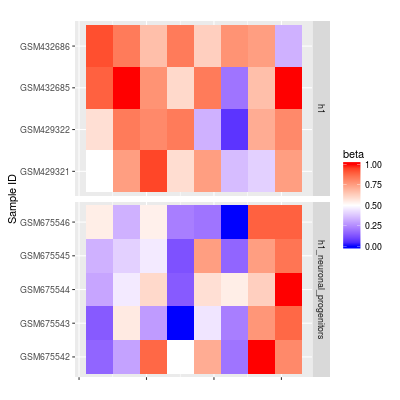 GSM432686
GSM432685
GSM429322
GSM429321
h1
GSM675546
GSM675545
GSM675544
GSM675543
GSM675542
h1_neuronal_progenitors
Sample ID
beta
1.00
0.75
0.50
0.25
0.00